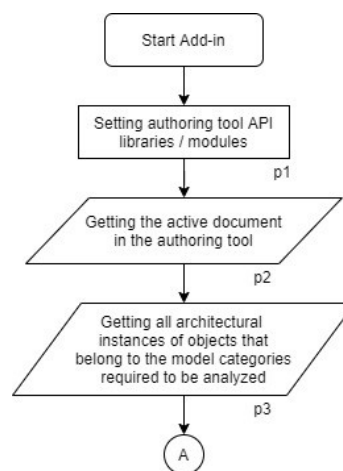 Start Add-in
Setting authoring tool API
libraries / modules
p1
Getting the active document
in the authoring tool
p2
Getting all architectural
instances of objects that
belong to the model categories
required to be analyzed
p3
A